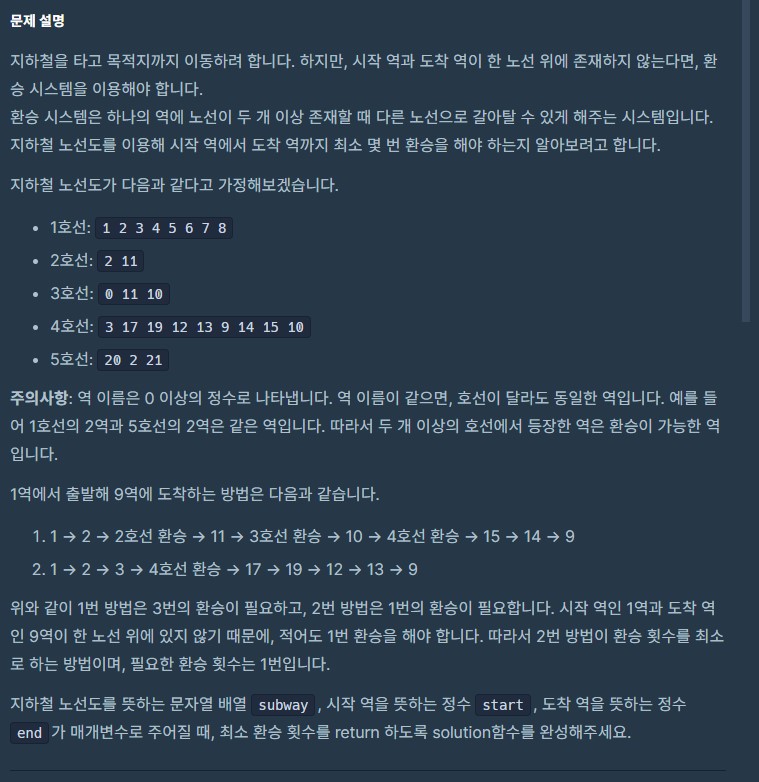 문제 설명
지하철을 타고 목적지까지 이동하려 합니다. 하지만, 시작 역과 도착 역이 한 노선 위에 존재하지 않는다면, 환
승 시스템을 이용해야 합니다.
환승 시스템은 하나의 역에 노선이 두 개 이상 존재할 때 다른 노선으로 갈아탈 수 있게 해주는 시스템입니다.
지하철 노선도를 이용해 시작 역에서 도착 역까지 최소 몇 번 환승을 해야 하는지 알아보려고 합니다.
지하철 노선도가 다음과 같다고 가정해보겠습니다.
• 1호선: 1 2 3 4 5 6 7 8
• 2호선: 2 11
• 3호선: 0 11 10
• 4호선: 3 17 19 12 13 9 14 15 10
• 5호선: 20 2 21
주의사항: 역 이름은 0 이상의 정수로 나타냅니다. 역 이름이 같으면, 호선이 달라도 동일한 역입니다. 예를 들
어 1호선의 2역과 5호선의 2역은 같은 역입니다. 따라서 두 개 이상의 호선에서 등장한 역은 환승이 가능한 역
입니다.
1역에서 출발해 9역에 도착하는 방법은 다음과 같습니다.
1. 1 → 2 → 2호선 환승 → 11 → 3호선 환승 → 10 → 4호선 환승 → 15 → 14 → 9
2. 1 → 2 → 3 → 4호선 환승 → 17 → 19 → 12 → 13 → 9
위와 같이 1번 방법은 3번의 환승이 필요하고, 2번 방법은 1번의 환승이 필요합니다. 시작 역인 1역과 도착 역
인 9역이 한 노선 위에 있지 않기 때문에, 적어도 1번 환승을 해야 합니다. 따라서 2번 방법이 환승 횟수를 최소
로 하는 방법이며, 필요한 환승 횟수는 1번입니다.
지하철 노선도를 뜻하는 문자열 배열 subway, 시작 역을 뜻하는 정수 start, 도착 역을 뜻하는 정수
end가 매개변수로 주어질 때, 최소 환승 횟수를 return 하도록 solution함수를 완성해주세요.